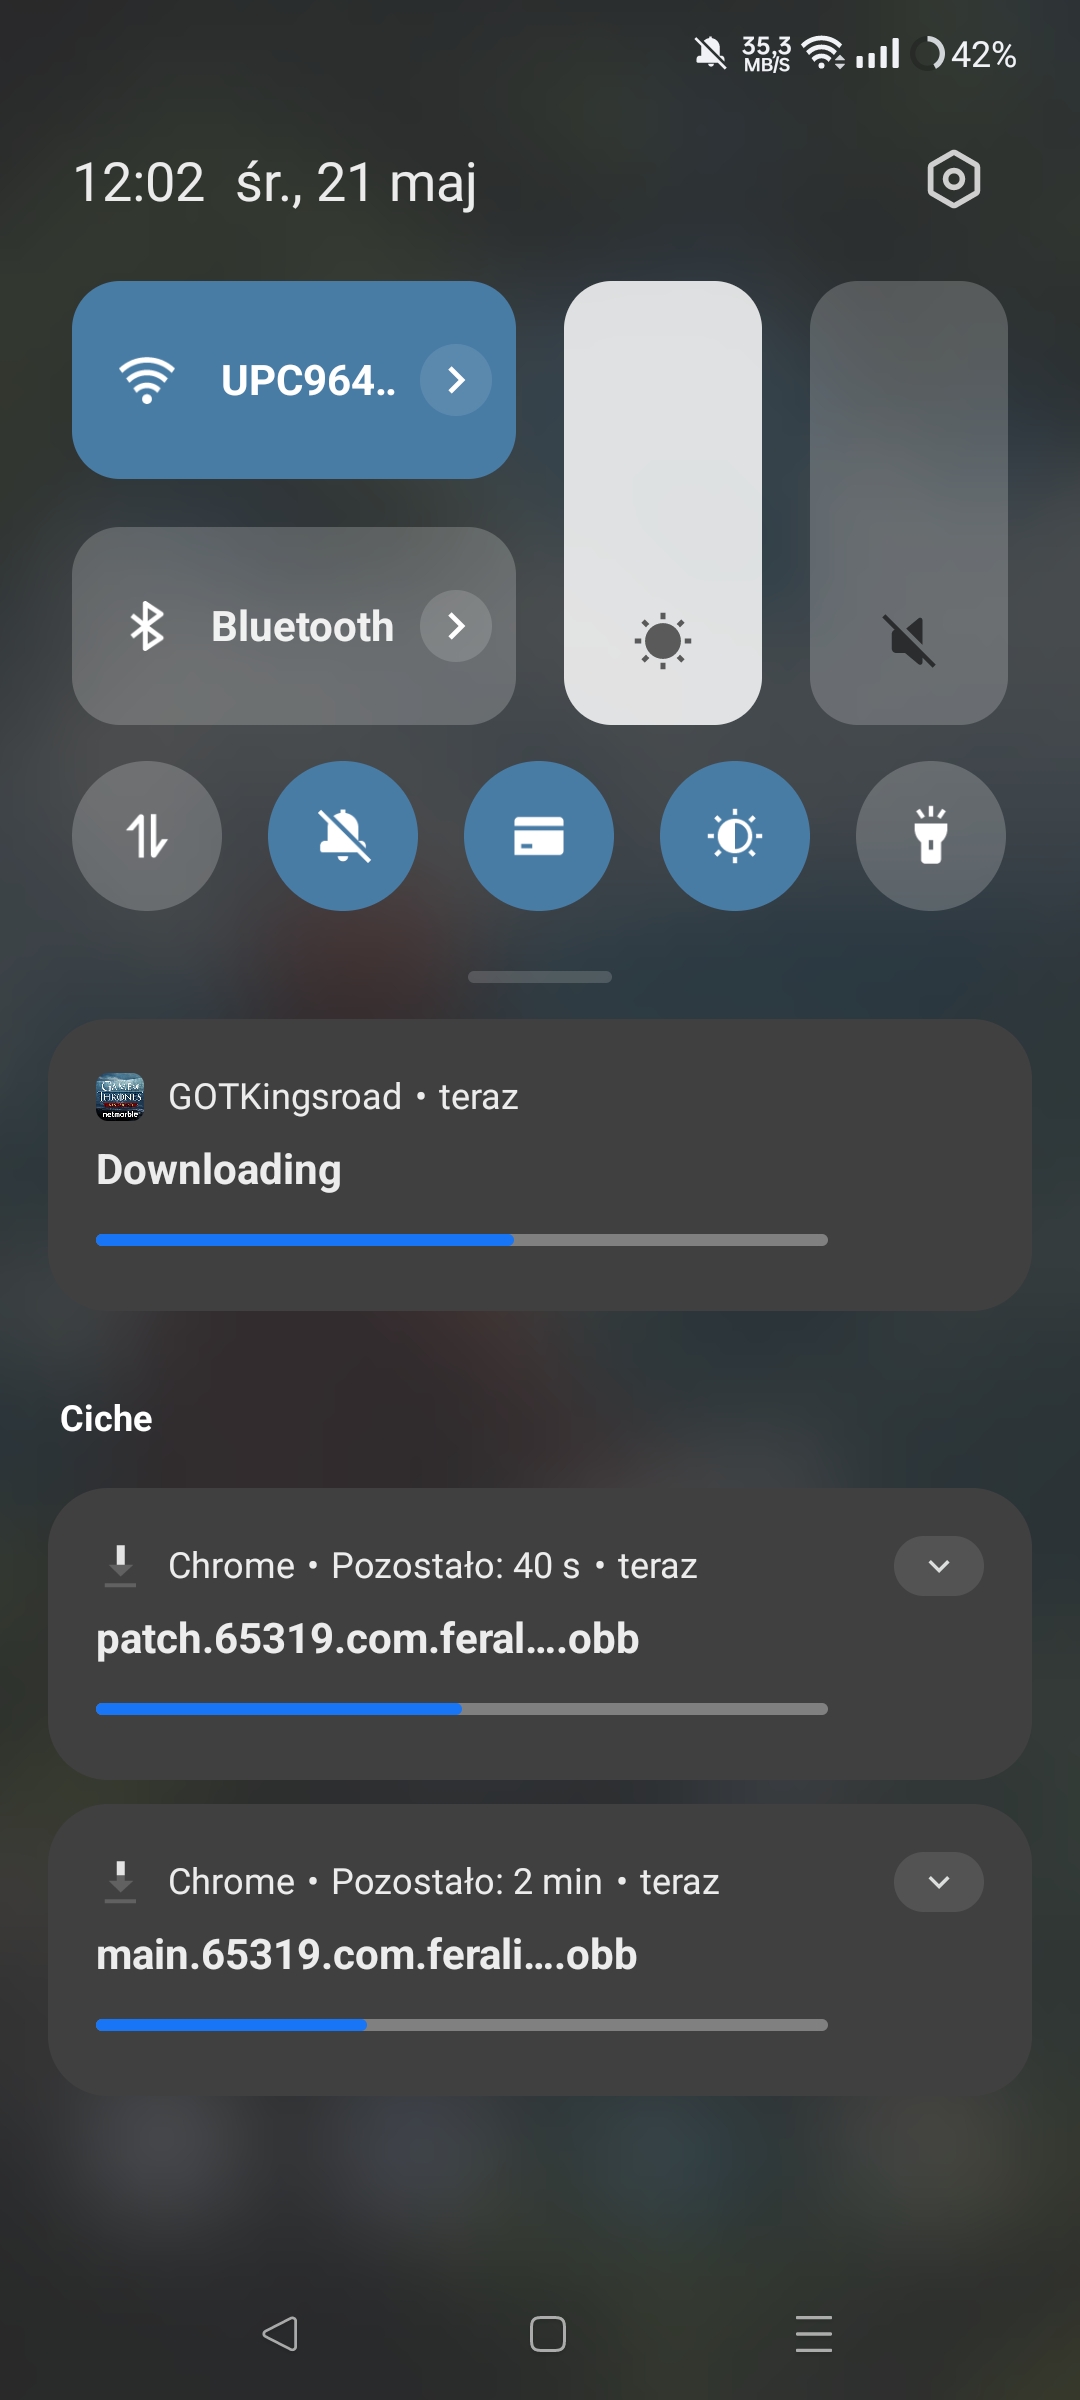 35,3
MB/S
42%
12:02 śr., 21 maj
UPC964..
Bluetooth
GAME OF
THRONES
netmarble
GOTKingsroad • teraz
Downloading
Ciche
Chrome • Pozostało: 40 s • teraz
patch.65319.com.feral....obb
Chrome • Pozostało: 2 min • teraz
main.65319.com.ferali....obb